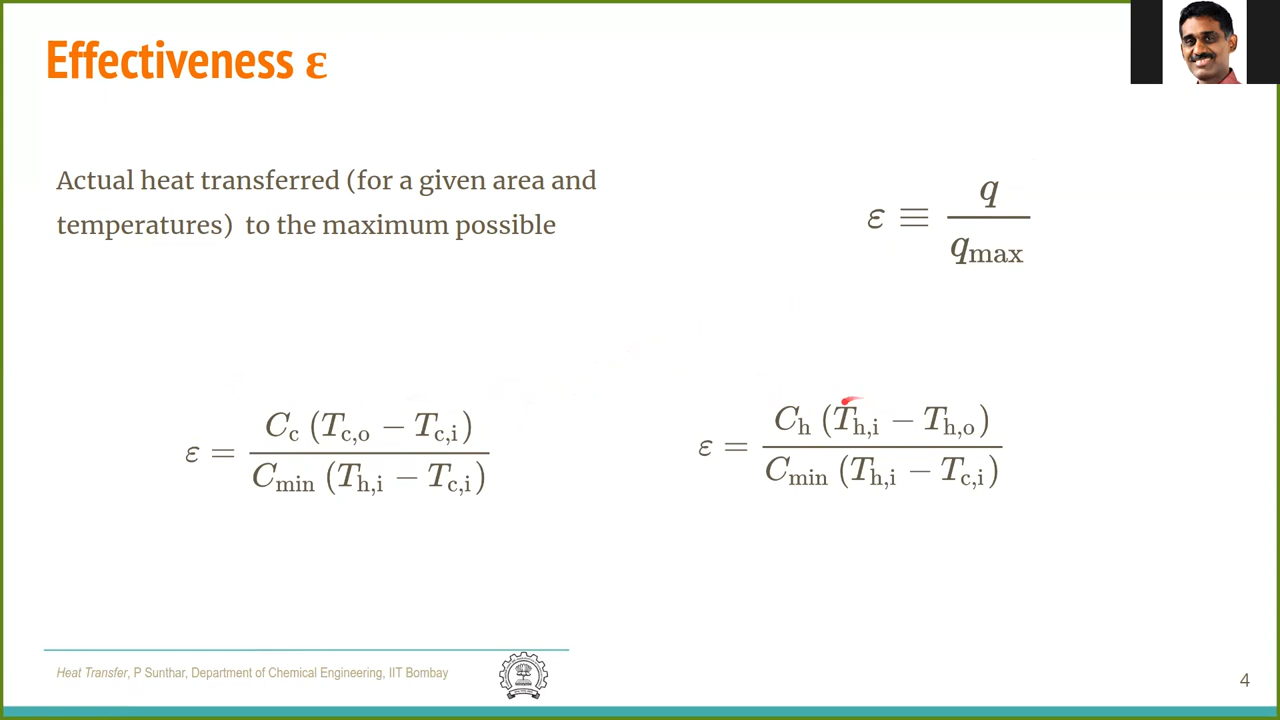 Effectiveness ε
Actual heat transferred (for a given area and
temperatures) to the maximum possible
ε ≡ q / q_max
ε = C_c (T_c,o − T_c,i) / C_min (T_h,i − T_c,i)
ε = C_h (T_h,i − T_h,o) / C_min (T_h,i − T_c,i)
Heat Transfer, P Sunthar, Department of Chemical Engineering, IIT Bombay
4